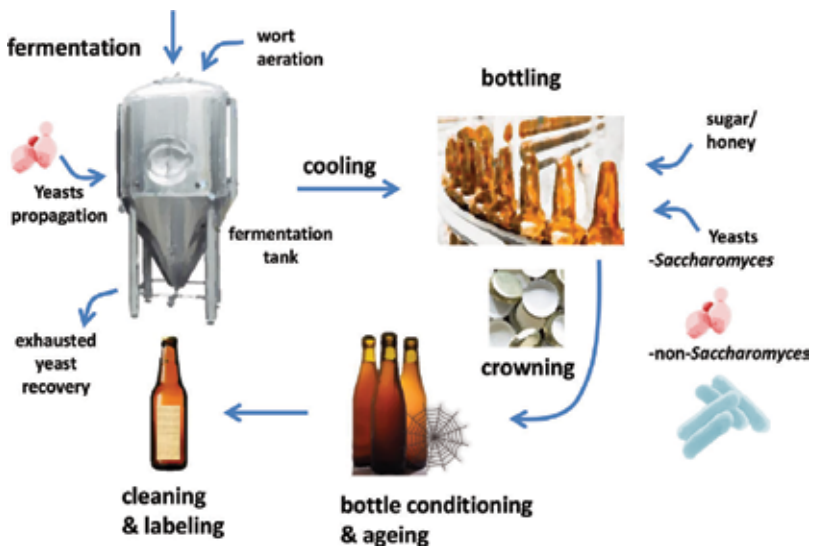 fermentation
wort
aeration
bottling
sugar/
honey
Yeasts
propagation
cooling
fermentation
tank
Yeasts
-Saccharomyces
exhausted
yeast
recovery
crowning
-non-Saccharomyces
cleaning
& labeling
bottle conditioning
& ageing